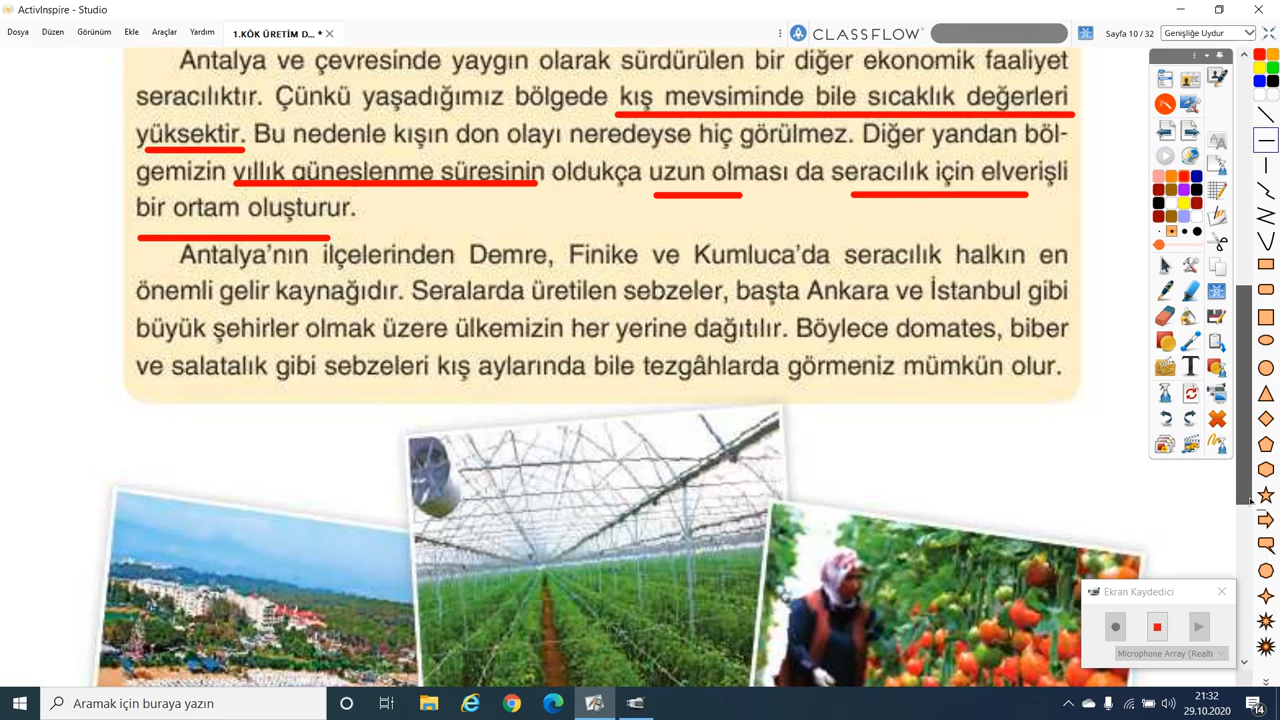 ActivInspire - Studio
Dosya Düzen Görünüm Ekle Araçlar Yardım
1.KÖK ÜRETİM D... *
CLASSFLOW
Sayfa 10 / 32
Genişliğe Uydur
Antalya ve çevresinde yaygın olarak sürdürülen bir diğer ekonomik faaliyet
seracılıktır. Çünkü yaşadığınız bölgede kış mevsiminde bile sıcaklık değerleri
yüksektir. Bu nedenle kışın don olayı neredeyse hiç görülmez. Diğer yandan böl-
gemizin yıllık güneşlenme süresinin oldukça uzun olması da seracılık için elverişli
bir ortam oluşturur.
Antalya'nın ilçelerinden Demre, Finike ve Kumluca'da seracılık halkın en
önemli gelir kaynağıdır. Seralarda üretilen sebzeler, başta Ankara ve İstanbul gibi
büyük şehirler olmak üzere ülkemizin her yerine dağıtılır. Böylece domates, biber
ve salatalık gibi sebzeleri kış aylarında bile tezgâhlarda görmeniz mümkün olur.
Ekran Kaydedici
Microphone Array (Realte
Aramak için buraya yazın
21:32
29.10.2020
14